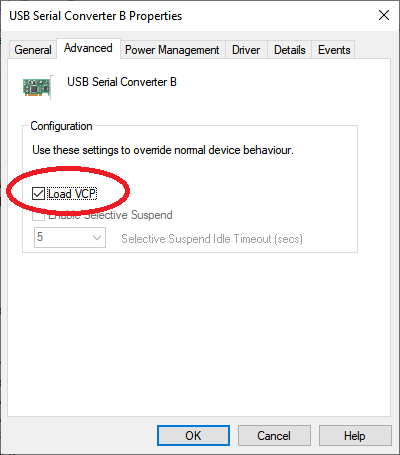 USB Serial Converter B Properties
General Advanced Power Management Driver Details Events
USB Serial Converter B
Configuration
Use these settings to override normal device behaviour.
Load VCP
Enable Selective Suspend
5 Selective Suspend Idle Timeout (secs)
OK Cancel Help